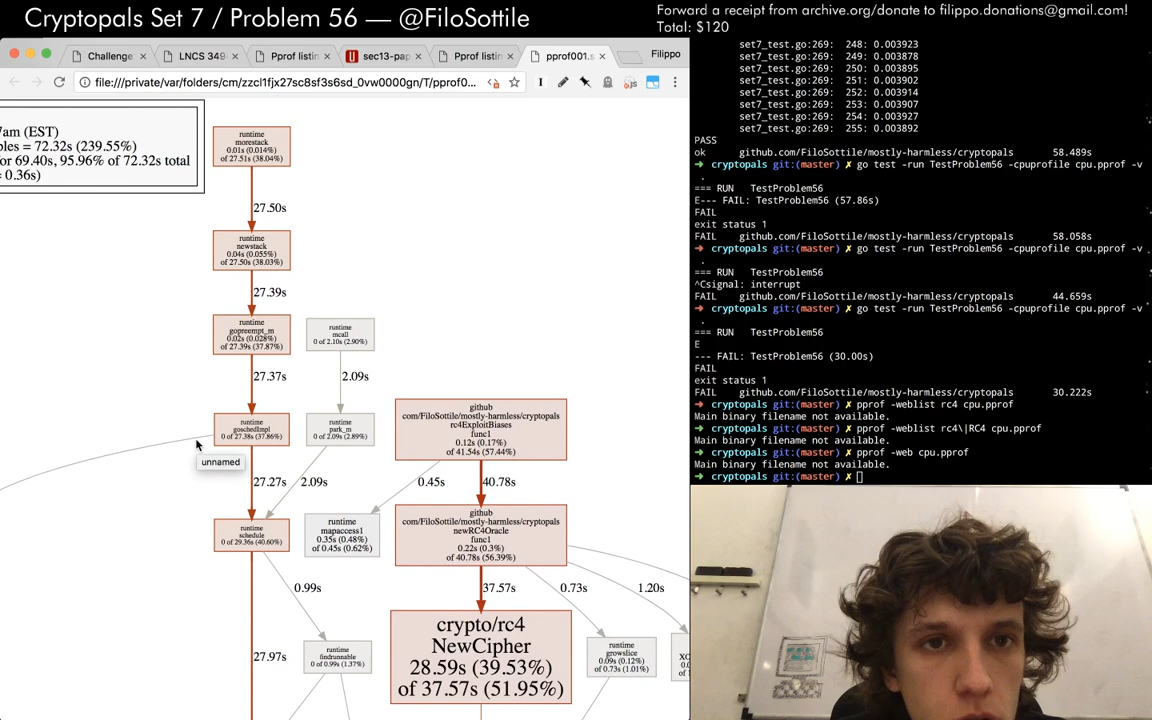 Cryptopals Set 7 / Problem 56 — @FiloSottile
Forward a receipt from archive.org/donate to filippo.donations@gmail.com!
Total: $120
Challenge
LNCS 349
Pprof listin
sec13-pap
Pprof listin
pprof001.s
Filippo
file:///private/var/folders/cm/zzcl1fjx27sc8sf3s6sd_0vw0000gn/T/pprof0...
7am (EST)
ples = 72.32s (239.55%)
or 69.40s, 95.96% of 72.32s total
= 0.36s)
runtime
morestack
0.01s (0.014%)
of 27.51s (38.04%)
27.50s
runtime
newstack
0.04s (0.055%)
of 27.50s (38.03%)
27.39s
runtime
gopreempt_m
0.02s (0.028%)
of 27.39s (37.87%)
runtime
mcall
0 of 2.10s (2.90%)
27.37s
2.09s
runtime
goschedImpl
0 of 27.38s (37.86%)
runtime
park_m
0 of 2.09s (2.89%)
github
com/FiloSottile/mostly-harmless/cryptopals
rc4ExploitBiases
func1
0.12s (0.17%)
of 41.54s (57.44%)
unnamed
27.27s
2.09s
0.45s
40.78s
runtime
schedule
0 of 29.36s (40.60%)
runtime
mapaccess1
0.35s (0.48%)
of 0.45s (0.62%)
github
com/FiloSottile/mostly-harmless/cryptopals
newRC4Oracle
func1
0.22s (0.3%)
of 40.78s (56.39%)
0.99s
37.57s
0.73s
1.20s
27.97s
runtime
findrunnable
0 of 0.99s (1.37%)
crypto/rc4
NewCipher
28.59s (39.53%)
of 37.57s (51.95%)
runtime
growslice
0.09s (0.12%)
of 0.73s (1.01%)
XO
0.0
of 1
set7_test.go:269: 248: 0.003923
set7_test.go:269: 249: 0.003878
set7_test.go:269: 250: 0.003895
set7_test.go:269: 251: 0.003902
set7_test.go:269: 252: 0.003914
set7_test.go:269: 253: 0.003907
set7_test.go:269: 254: 0.003927
set7_test.go:269: 255: 0.003892
PASS
ok github.com/FiloSottile/mostly-harmless/cryptopals 58.489s
➜ cryptopals git:(master) ✗ go test -run TestProblem56 -cpuprofile cpu.pprof -v
.
=== RUN TestProblem56
E--- FAIL: TestProblem56 (57.86s)
FAIL
exit status 1
FAIL github.com/FiloSottile/mostly-harmless/cryptopals 58.058s
➜ cryptopals git:(master) ✗ go test -run TestProblem56 -cpuprofile cpu.pprof -v
.
=== RUN TestProblem56
^Csignal: interrupt
FAIL github.com/FiloSottile/mostly-harmless/cryptopals 44.659s
➜ cryptopals git:(master) ✗ go test -run TestProblem56 -cpuprofile cpu.pprof -v
.
=== RUN TestProblem56
E
--- FAIL: TestProblem56 (30.00s)
FAIL
exit status 1
FAIL github.com/FiloSottile/mostly-harmless/cryptopals 30.222s
➜ cryptopals git:(master) ✗ pprof -weblist rc4 cpu.pprof
Main binary filename not available.
➜ cryptopals git:(master) ✗ pprof -weblist rc4\|RC4 cpu.pprof
Main binary filename not available.
➜ cryptopals git:(master) ✗ pprof -web cpu.pprof
Main binary filename not available.
➜ cryptopals git:(master) ✗